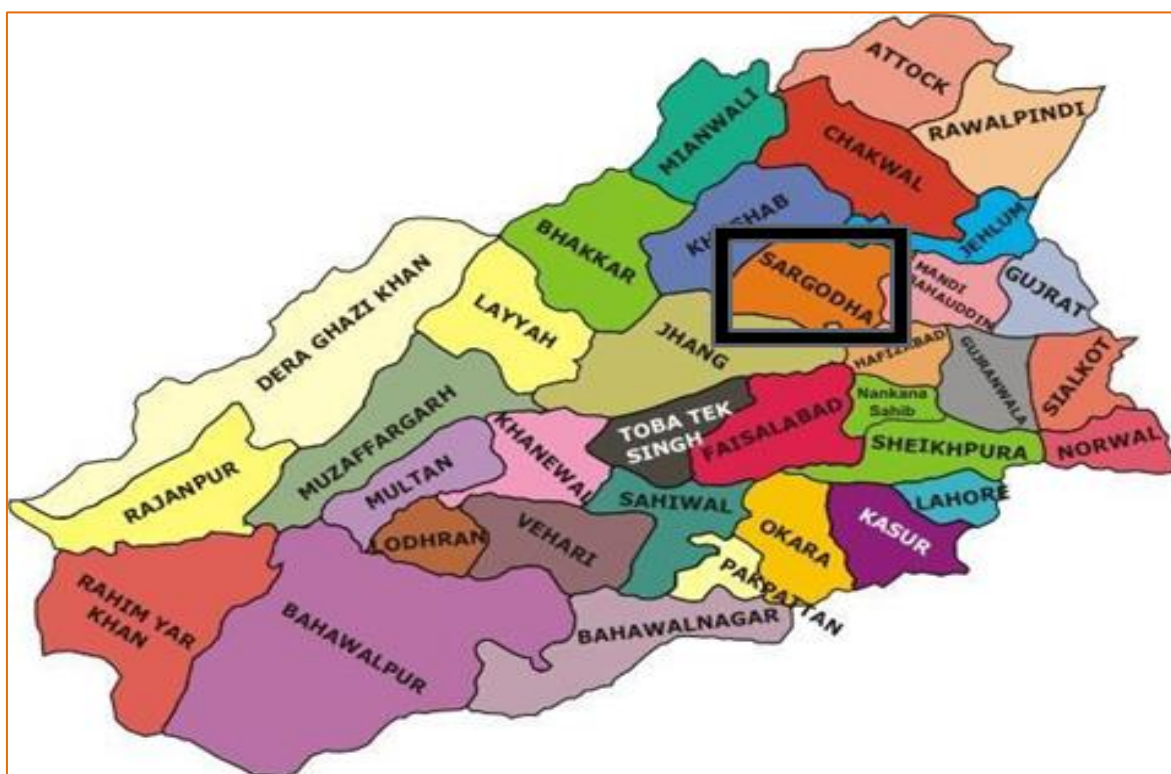 ATTOCK
RAWALPINDI
MIANWALI
CHAKWAL
KHUSHAB
JEHLUM
BHAKKAR
SARGODHA
MANDI
BAHAUDDIN
GUJRAT
DERA GHAZI KHAN
LAYYAH
JHANG
HAFIZABAD
GUJRANWALA
SIALKOT
MUZAFFARGARH
KHANEWAL
TOBA TEK
SINGH
FAISALABAD
Nankana
Sahib
SHEIKHPURA
NORWAL
RAJANPUR
MULTAN
SAHIWAL
OKARA
KASUR
LAHORE
LODHRAN
VEHARI
PAKPATTAN
RAHIM YAR
KHAN
BAHAWALPUR
BAHAWALNAGAR